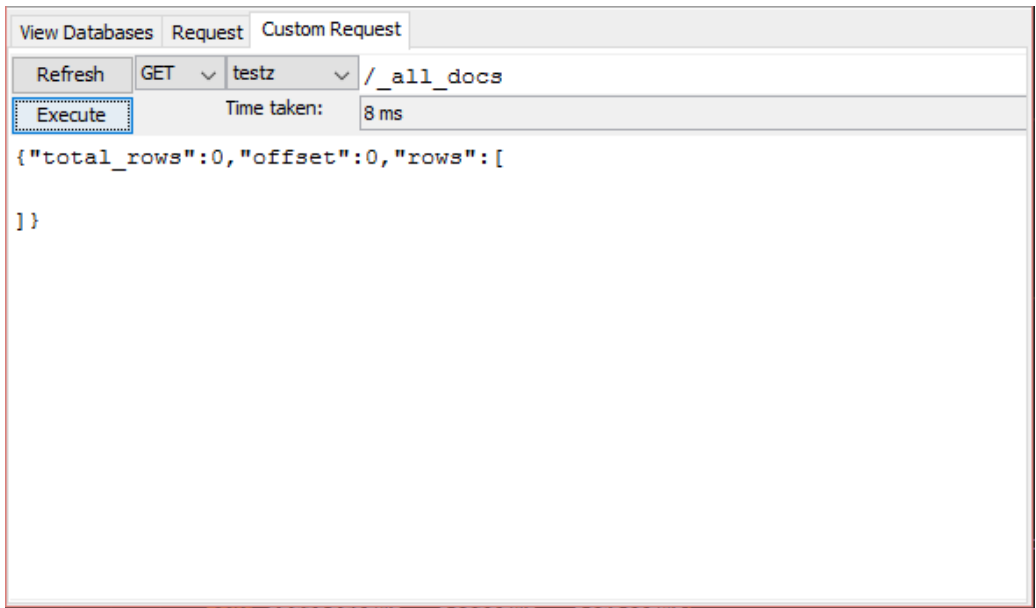 View Databases Request Custom Request
Refresh GET testz /_all_docs
Execute Time taken: 8 ms
{"total_rows":0,"offset":0,"rows":[
]}